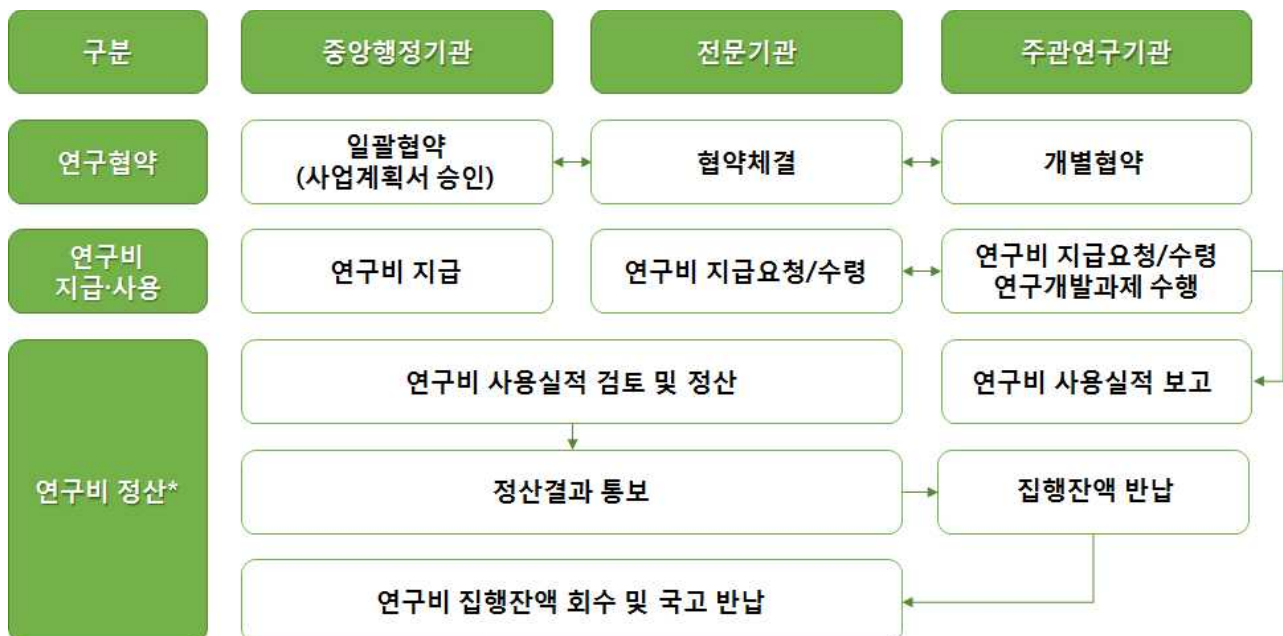 구분
중앙행정기관
전문기관
주관연구기관
연구협약
일괄협약
(사업계획서 승인)
협약체결
개별협약
연구비
지급·사용
연구비 지급
연구비 지급요청/수령
연구비 지급요청/수령
연구개발과제 수행
연구비 정산*
연구비 사용실적 검토 및 정산
연구비 사용실적 보고
정산결과 통보
집행잔액 반납
연구비 집행잔액 회수 및 국고 반납